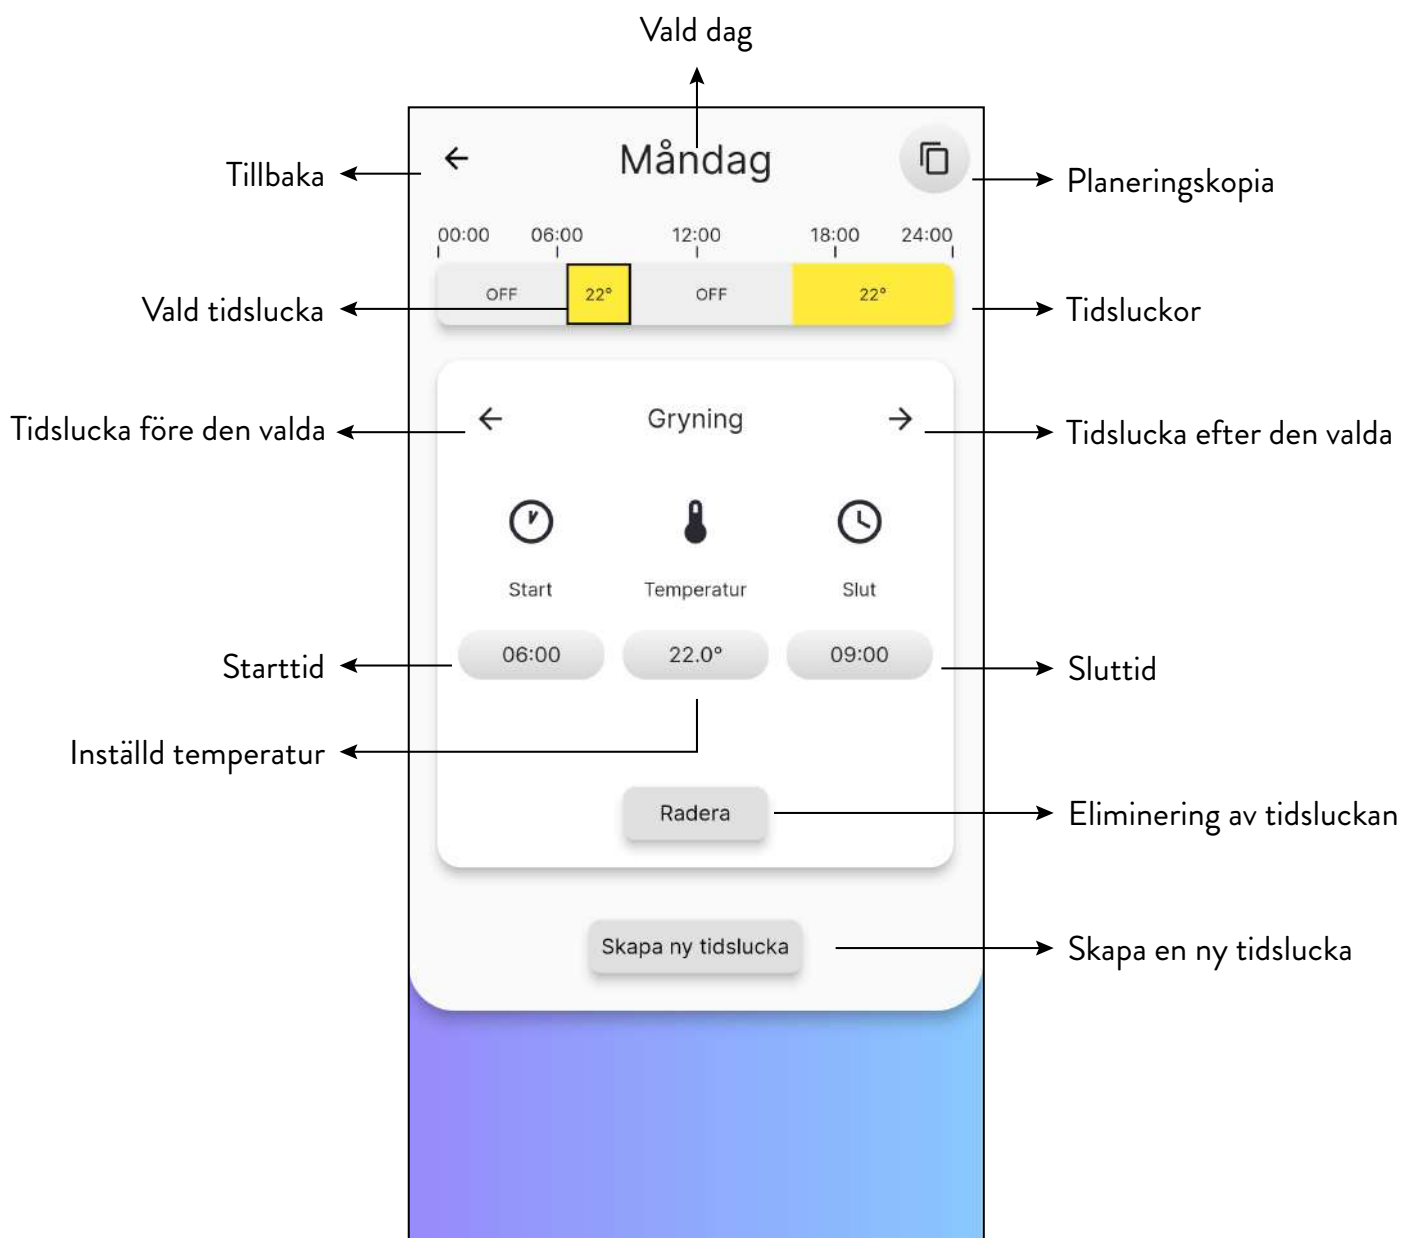 Vald dag
Måndag
Tillbaka
Planeringskopia
00:00 06:00 12:00 18:00 24:00
OFF 22° OFF 22°
Vald tidslucka
Tidsluckor
Tidslucka före den valda
Gryning
Tidslucka efter den valda
Start Temperatur Slut
06:00 22.0° 09:00
Starttid
Sluttid
Inställd temperatur
Radera
Eliminering av tidsluckan
Skapa ny tidslucka
Skapa en ny tidslucka